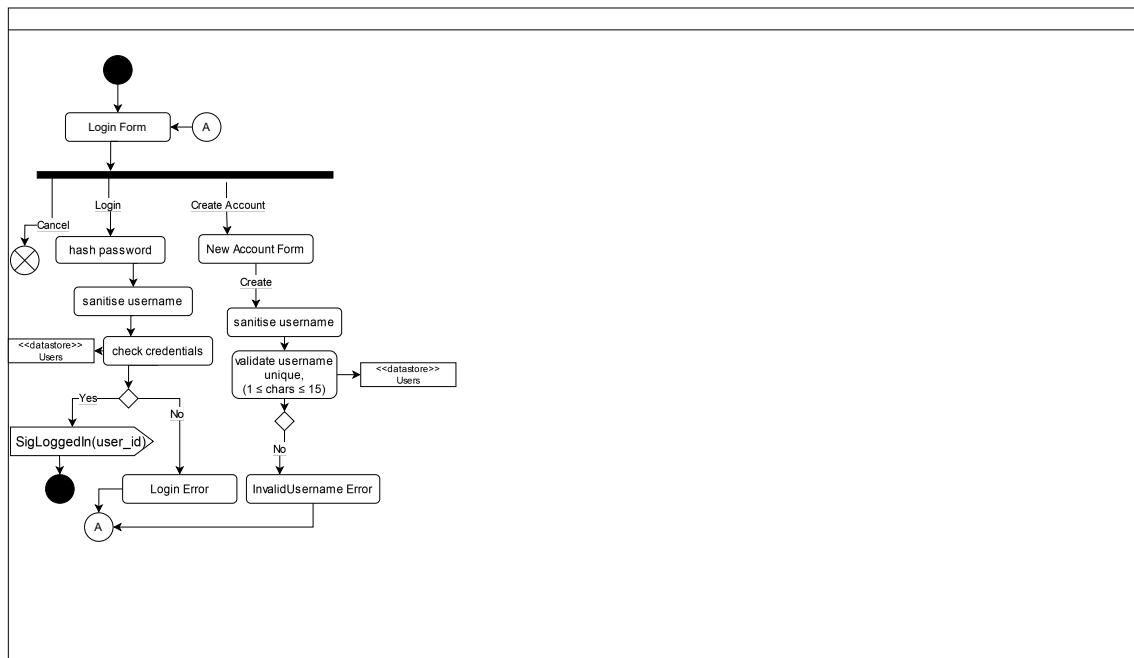 Login Form
A
Cancel
Login
Create Account
hash password
New Account Form
Create
sanitise username
sanitise username
<<datastore>>
Users
check credentials
validate username
unique,
(1 ≤ chars ≤ 15)
<<datastore>>
Users
Yes
No
SigLoggedIn(user_id)
No
Login Error
InvalidUsername Error
A